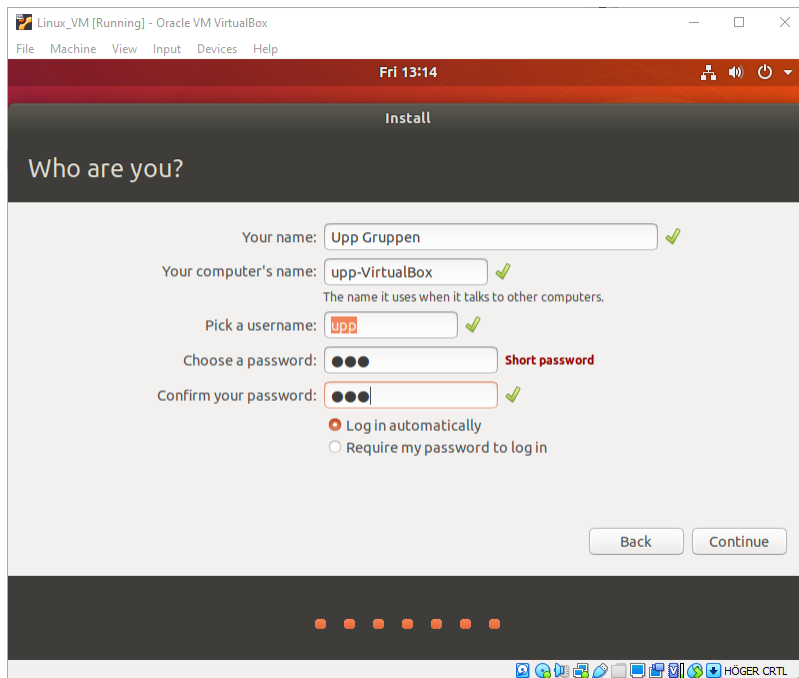 Linux_VM [Running] - Oracle VM VirtualBox
File Machine View Input Devices Help
Fri 13:14
Install
Who are you?
Your name: Upp Gruppen
Your computer's name: upp-VirtualBox
The name it uses when it talks to other computers.
Pick a username: upp
Choose a password: ●●● Short password
Confirm your password: ●●●
Log in automatically
Require my password to log in
Back Continue
HÖGER CRTL